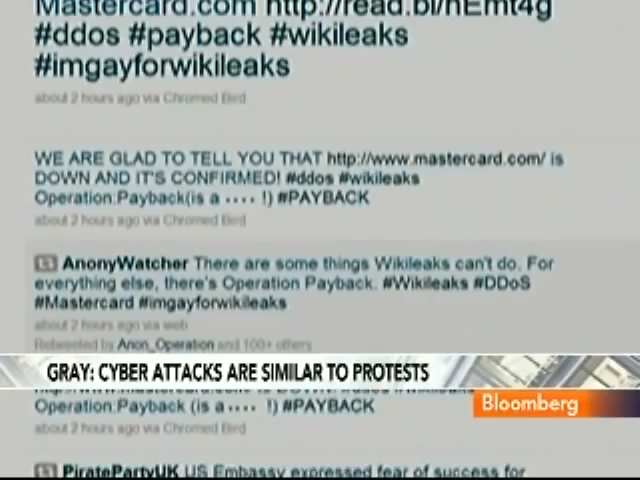 Mastercard.com http://read.bi/hEmt4g
#ddos #payback #wikileaks
#imgayforwikileaks
about 2 hours ago via Chromed Bird
WE ARE GLAD TO TELL YOU THAT http://www.mastercard.com/ is
DOWN AND IT'S CONFIRMED! #ddos #wikileaks
Operation:Payback(is a •••• !) #PAYBACK
about 2 hours ago via Chromed Bird
AnonyWatcher There are some things Wikileaks can't do. For
everything else, there's Operation Payback. #Wikileaks #DDoS
#Mastercard #imgayforwikileaks
about 2 hours ago via web
Retweeted by Anon_Operation and 100+ others
GRAY: CYBER ATTACKS ARE SIMILAR TO PROTESTS
Bloomberg
Operation:Payback (is a •••• !) #PAYBACK
about 2 hours ago via Chromed Bird
PiratePartyUK US Embassy expressed fear of success for